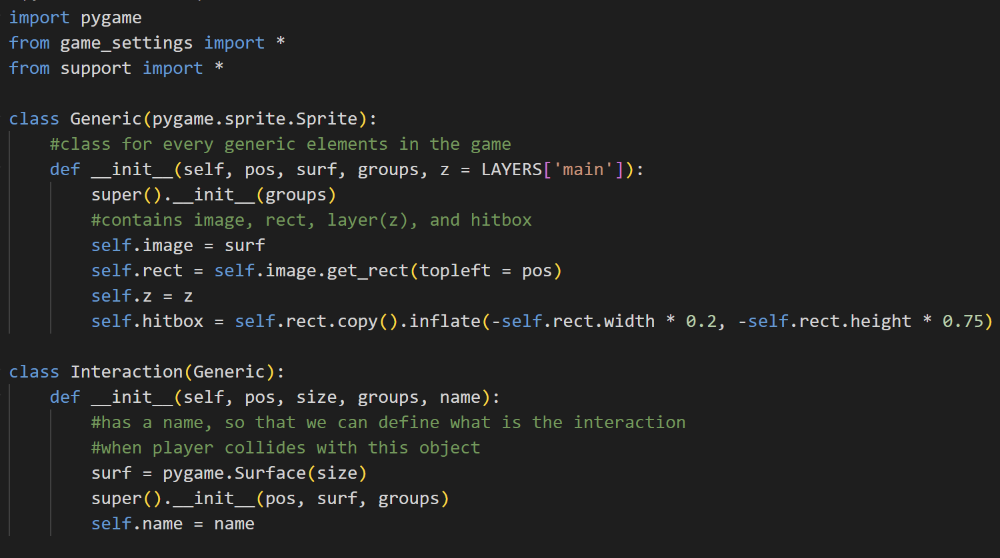 import pygame
from game_settings import *
from support import *
class Generic(pygame.sprite.Sprite):
    #class for every generic elements in the game
    def __init__(self, pos, surf, groups, z = LAYERS['main']):
        super().__init__(groups)
        #contains image, rect, layer(z), and hitbox
        self.image = surf
        self.rect = self.image.get_rect(topleft = pos)
        self.z = z
        self.hitbox = self.rect.copy().inflate(-self.rect.width * 0.2, -self.rect.height * 0.75)
class Interaction(Generic):
    def __init__(self, pos, size, groups, name):
        #has a name, so that we can define what is the interaction
        #when player collides with this object
        surf = pygame.Surface(size)
        super().__init__(pos, surf, groups)
        self.name = name